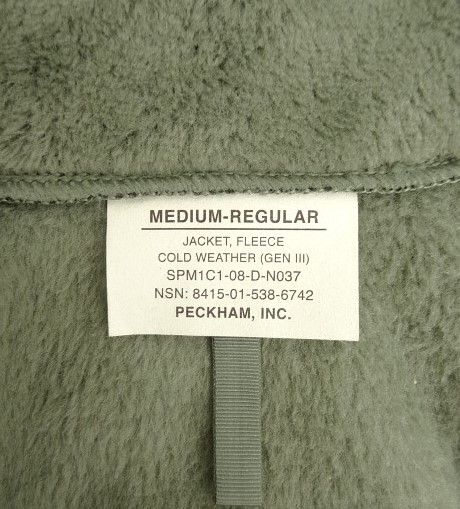 MEDIUM-REGULAR
JACKET, FLEECE
COLD WEATHER (GEN III)
SPM1C1-08-D-N037
NSN: 8415-01-538-6742
PECKHAM, INC.